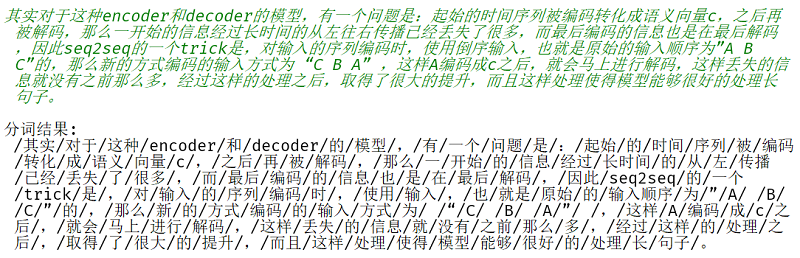 其实对于这种encoder和decoder的模型，有一个问题是：起始的时间序列被编码转化成语义向量c，之后再
被解码，那么一开始的信息经过长时间的从左往右传播已经丢失了很多，而最后编码的信息也是在最后解码
，因此seq2seq的一个trick是，对输入的序列编码时，使用倒序输入，也就是原始的输入顺序为”A B
C”的，那么新的方式编码的输入方式为 “C B A” ，这样A编码成c之后，就会马上进行解码，这样丢失的信
息就没有之前那么多，经过这样的处理之后，取得了很大的提升，而且这样处理使得模型能够很好的处理长
句子。
分词结果:
/其实/对于/这种/encoder/和/decoder/的/模型/，/有/一个/问题/是/：/起始/的/时间/序列/被/编码
/转化/成/语义/向量/c/，/之后/再/被/解码/，/那么/一/开始/的/信息/经过/长时间/的/从/左/传播
/已经/丢失/了/很多/，/而/最后/编码/的/信息/也/是/在/最后/解码/，/因此/seq2seq/的/一个
/trick/是/，/对/输入/的/序列/编码/时/，/使用/输入/，/也/就是/原始/的/输入顺序/为/”/A/ /B/
/C/”/的/，/那么/新/的/方式/编码/的/输入/方式/为/ /“/C/ /B/ /A/”/ /，/这样/A/编码/成/c/之
后/，/就会/马上/进行/解码/，/这样/丢失/的/信息/就/没有/之前/那么/多/，/经过/这样/的/处理/之
后/，/取得/了/很大/的/提升/，/而且/这样/处理/使得/模型/能够/很好/的/处理/长/句子/。